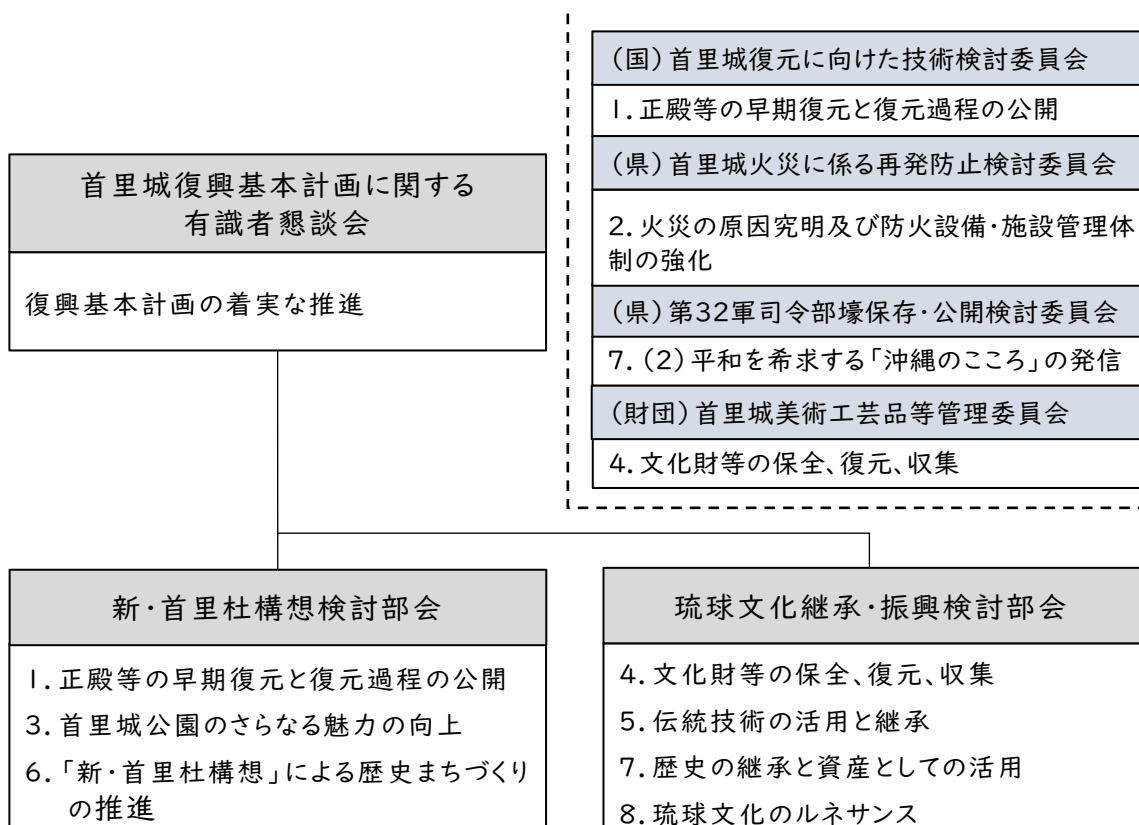 (国)首里城復元に向けた技術検討委員会
1.正殿等の早期復元と復元過程の公開
(県)首里城火災に係る再発防止検討委員会
2.火災の原因究明及び防火設備・施設管理体
制の強化
(県)第32軍司令部壕保存・公開検討委員会
7.(2)平和を希求する「沖縄のこころ」の発信
(財団)首里城美術工芸品等管理委員会
4.文化財等の保全、復元、収集
首里城復興基本計画に関する
有識者懇談会
復興基本計画の着実な推進
新・首里杜構想検討部会
1.正殿等の早期復元と復元過程の公開
3.首里城公園のさらなる魅力の向上
6.「新・首里杜構想」による歴史まちづくり
の推進
琉球文化継承・振興検討部会
4.文化財等の保全、復元、収集
5.伝統技術の活用と継承
7.歴史の継承と資産としての活用
8.琉球文化のルネサンス